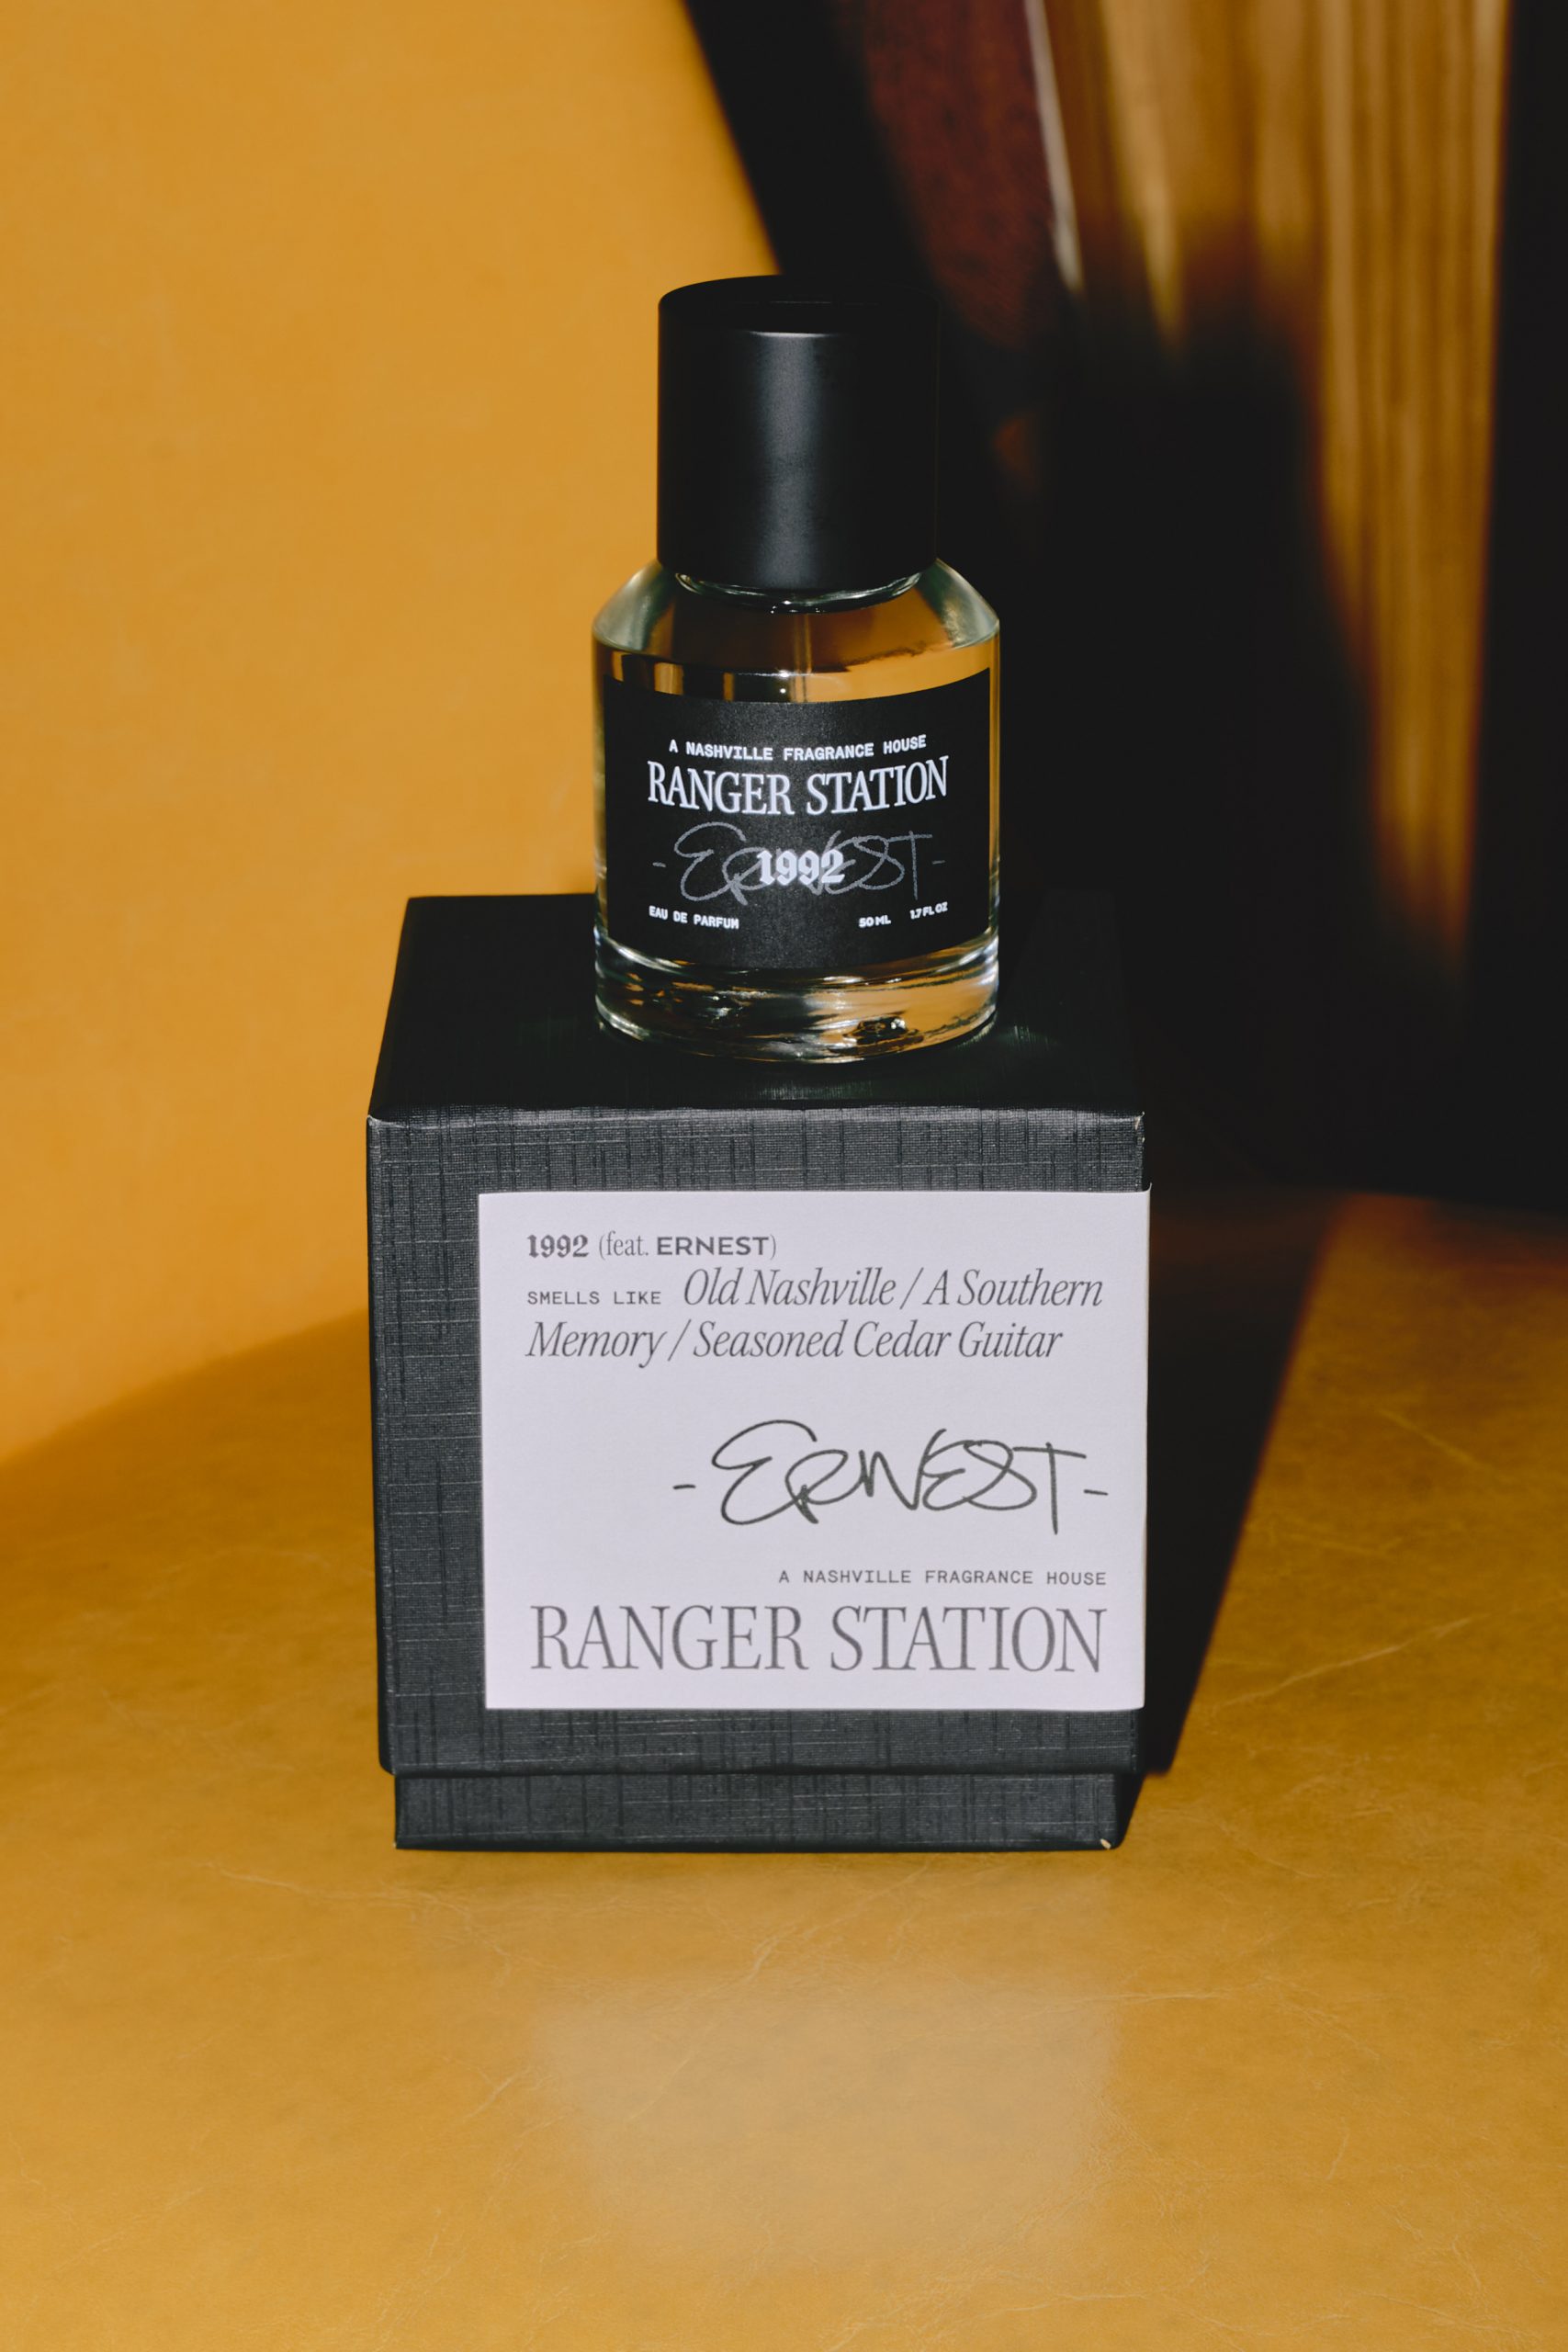 A NASHVILLE FRAGRANCE HOUSE
RANGER STATION
-ERNEST-
1992
EAU DE PARFUM 50 ML 1.7 FL OZ
1992 (feat. ERNEST)
SMELLS LIKE Old Nashville / A Southern
Memory / Seasoned Cedar Guitar
-ERNEST-
A NASHVILLE FRAGRANCE HOUSE
RANGER STATION